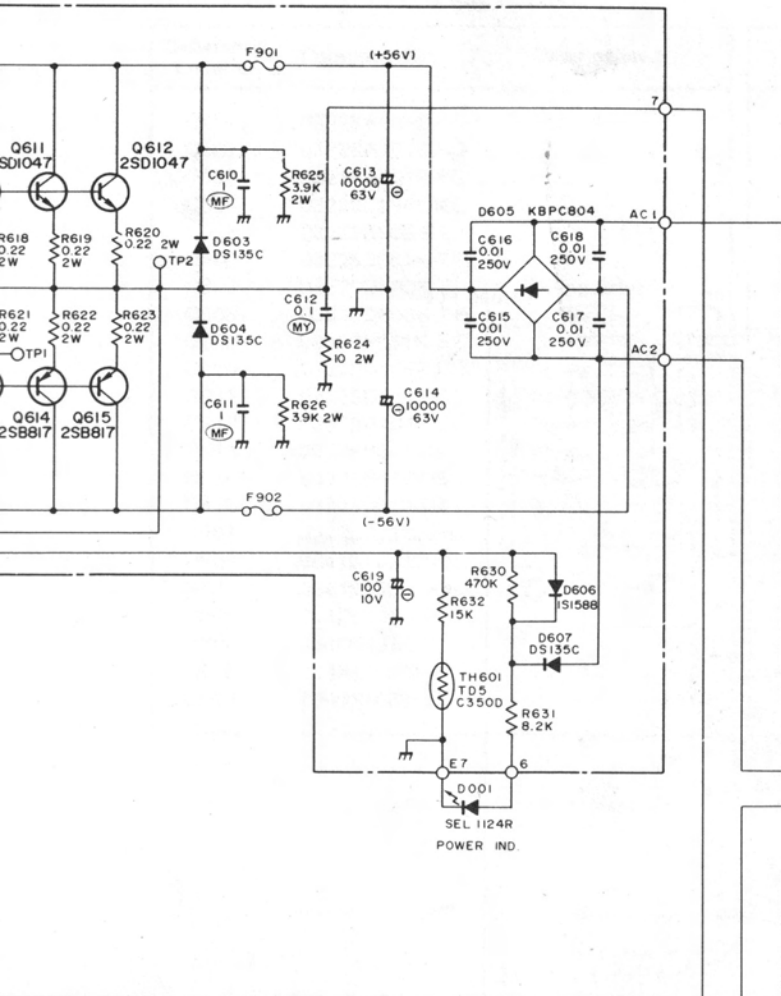 F901
(+56V)
7
Q611
SD1047
Q612
2SD1047
C610
1
MF
R625
3.9K
2W
C613
10000
63V
D605 KBPC804
AC1
R618
0.22
2W
R619
0.22
2W
R620
0.22 2W
TP2
D603
DS135C
C616
0.01
250V
C618
0.01
250V
R621
0.22
2W
R622
0.22
2W
R623
0.22
2W
D604
DS135C
C612
0.1
MY
R624
10 2W
C615
0.01
250V
C617
0.01
250V
TP1
AC2
Q614
2SB817
Q615
2SB817
C611
1
MF
R626
3.9K 2W
C614
10000
63V
F902
(-56V)
C619
100
10V
R632
15K
R630
470K
D606
1S1588
D607
DS135C
TH601
TD5
C350D
R631
8.2K
E7
6
D001
SEL 1124R
POWER IND.